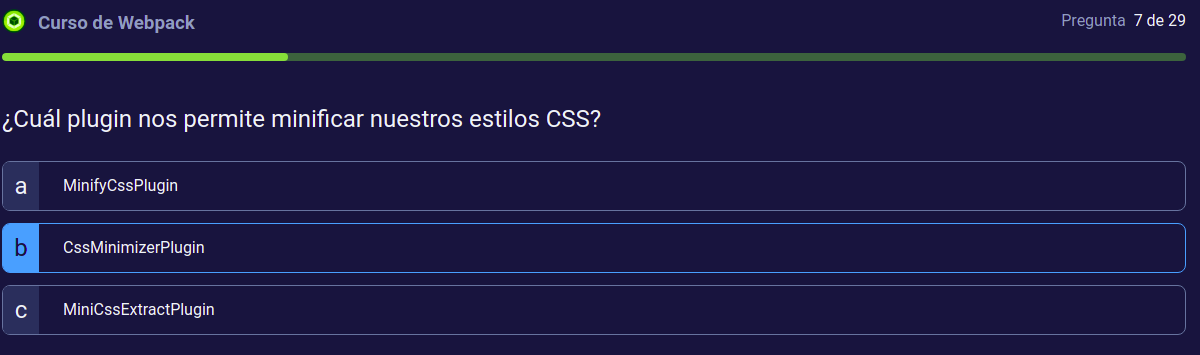 Curso de Webpack
Pregunta 7 de 29
¿Cuál plugin nos permite minificar nuestros estilos CSS?
a MinifyCssPlugin
b CssMinimizerPlugin
c MiniCssExtractPlugin